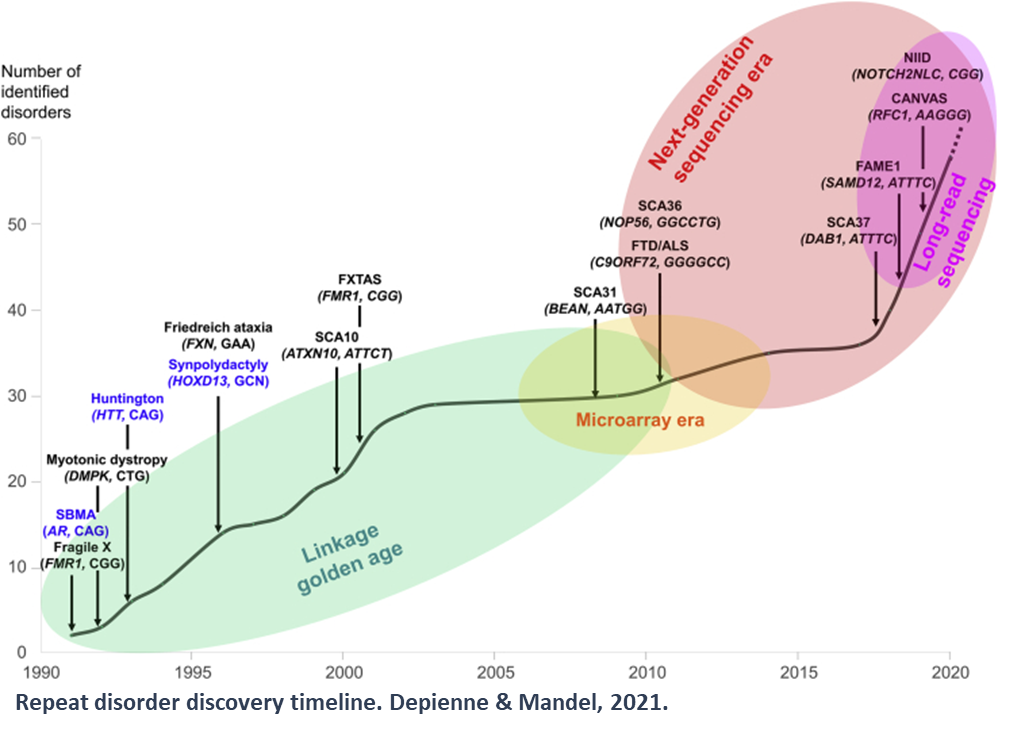 Number of
identified
disorders
60
50
40
30
20
10
0
1990
1995
2000
2005
2010
2015
2020
Fragile X
(FMR1, CGG)
SBMA
(AR, CAG)
Myotonic dystropy
(DMPK, CTG)
Huntington
(HTT, CAG)
Friedreich ataxia
(FXN, GAA)
Synpolydactyly
(HOXD13, GCN)
FXTAS
(FMR1, CGG)
SCA10
(ATXN10, ATTCT)
Linkage
golden age
SCA31
(BEAN, AATGG)
Microarray era
Next-generation
sequencing era
SCA36
(NOP56, GGCCTG)
FTD/ALS
(C9ORF72, GGGGCC)
NIID
(NOTCH2NLC, CGG)
CANVAS
(RFC1, AAGGG)
FAME1
(SAMD12, ATTTC)
SCA37
(DAB1, ATTTC)
Long-read
sequencing
Repeat disorder discovery timeline. Depienne & Mandel, 2021.